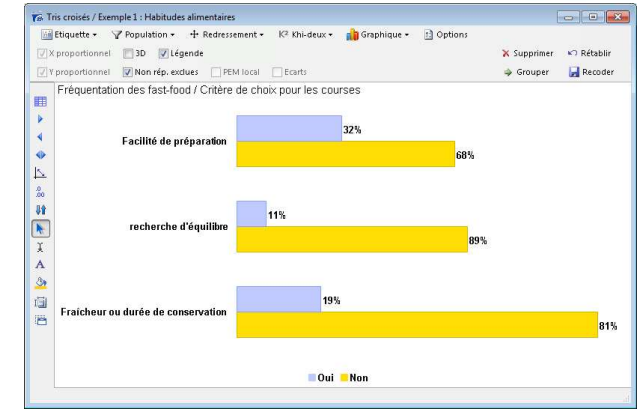 Tris croisés / Exemple 1 : Habitudes alimentaires
Etiquette Population Redressement K² Khi-deux Graphique Options
X proportionnel 3D Légende Supprimer Rétablir
Y proportionnel Non rép. exclues PEM local Ecarts Grouper Recoder
Fréquentation des fast-food / Critère de choix pour les courses
Facilité de préparation
32%
68%
recherche d'équilibre
11%
89%
Fraîcheur ou durée de conservation
19%
81%
Oui Non